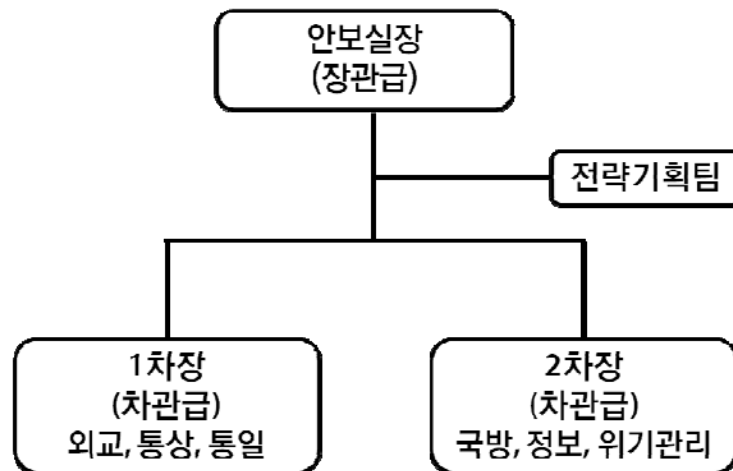 안보실장
(장관급)
전략기획팀
1차장
(차관급)
외교, 통상, 통일
2차장
(차관급)
국방, 정보, 위기관리